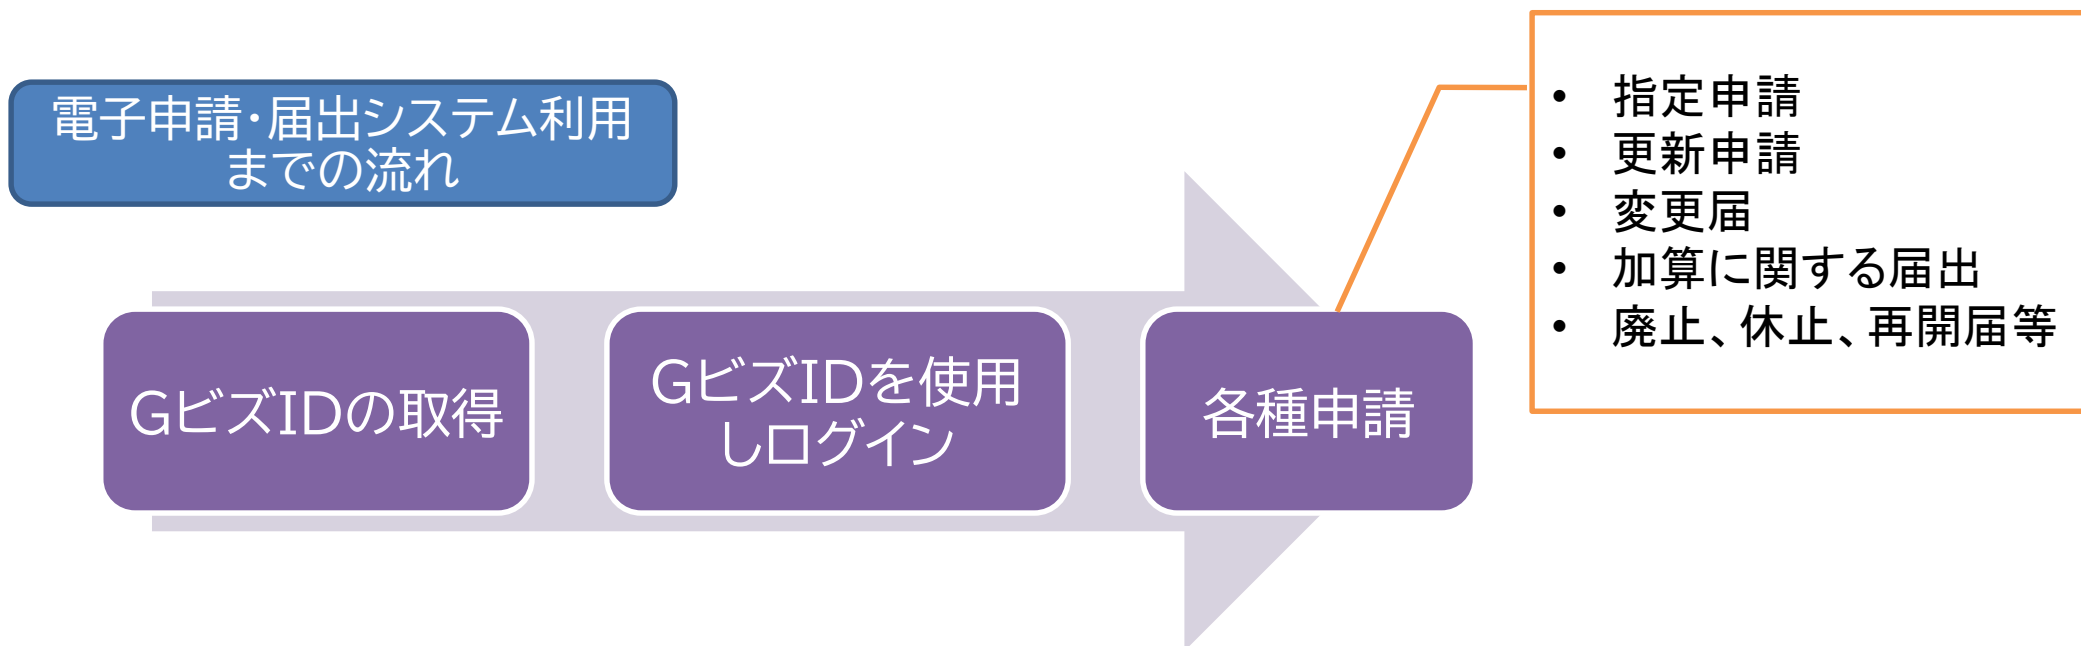 電子申請・届出システム利用
までの流れ
GビズIDの取得
GビズIDを使用
しログイン
各種申請
• 指定申請
• 更新申請
• 変更届
• 加算に関する届出
• 廃止、休止、再開届等